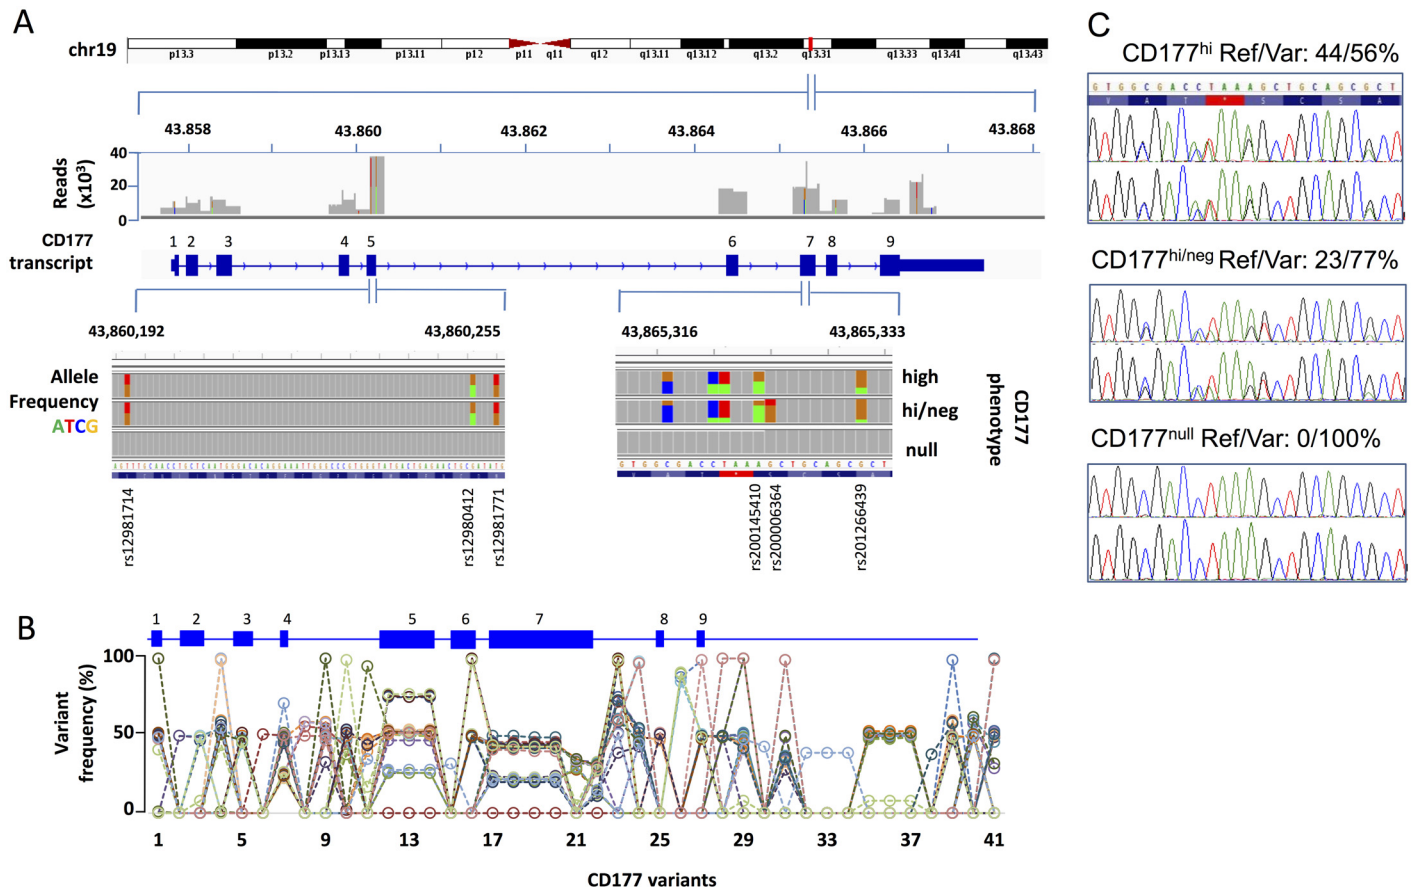 A
chr19
p13.3 p13.2 p13.13 p13.11 p12 p11 q11 q12 q13.11 q13.12 q13.2 q13.31 q13.33 q13.41 q13.43
43.858 43.860 43.862 43.864 43.866 43.868
Reads (x10³)
40
20
0
CD177 transcript
1 2 3 4 5 6 7 8 9
43,860,192 43,860,255
43,865,316 43,865,333
Allele
Frequency
ATCG
high
hi/neg
null
CD177 phenotype
G T G G C G A C C T A A A G C T G C A G C G C T
rs12981714
rs12980412
rs12981771
rs200145410
rs200006364
rs201266439
B
1 2 3 4 5 6 7 8 9
Variant frequency (%)
100
50
0
1 5 9 13 17 21 25 29 33 37 41
CD177 variants
C
CD177hi Ref/Var: 44/56%
G T G G C G A C C T A A A G C T G C A G C G C T
V A T * S C S A
CD177hi/neg Ref/Var: 23/77%
CD177null Ref/Var: 0/100%